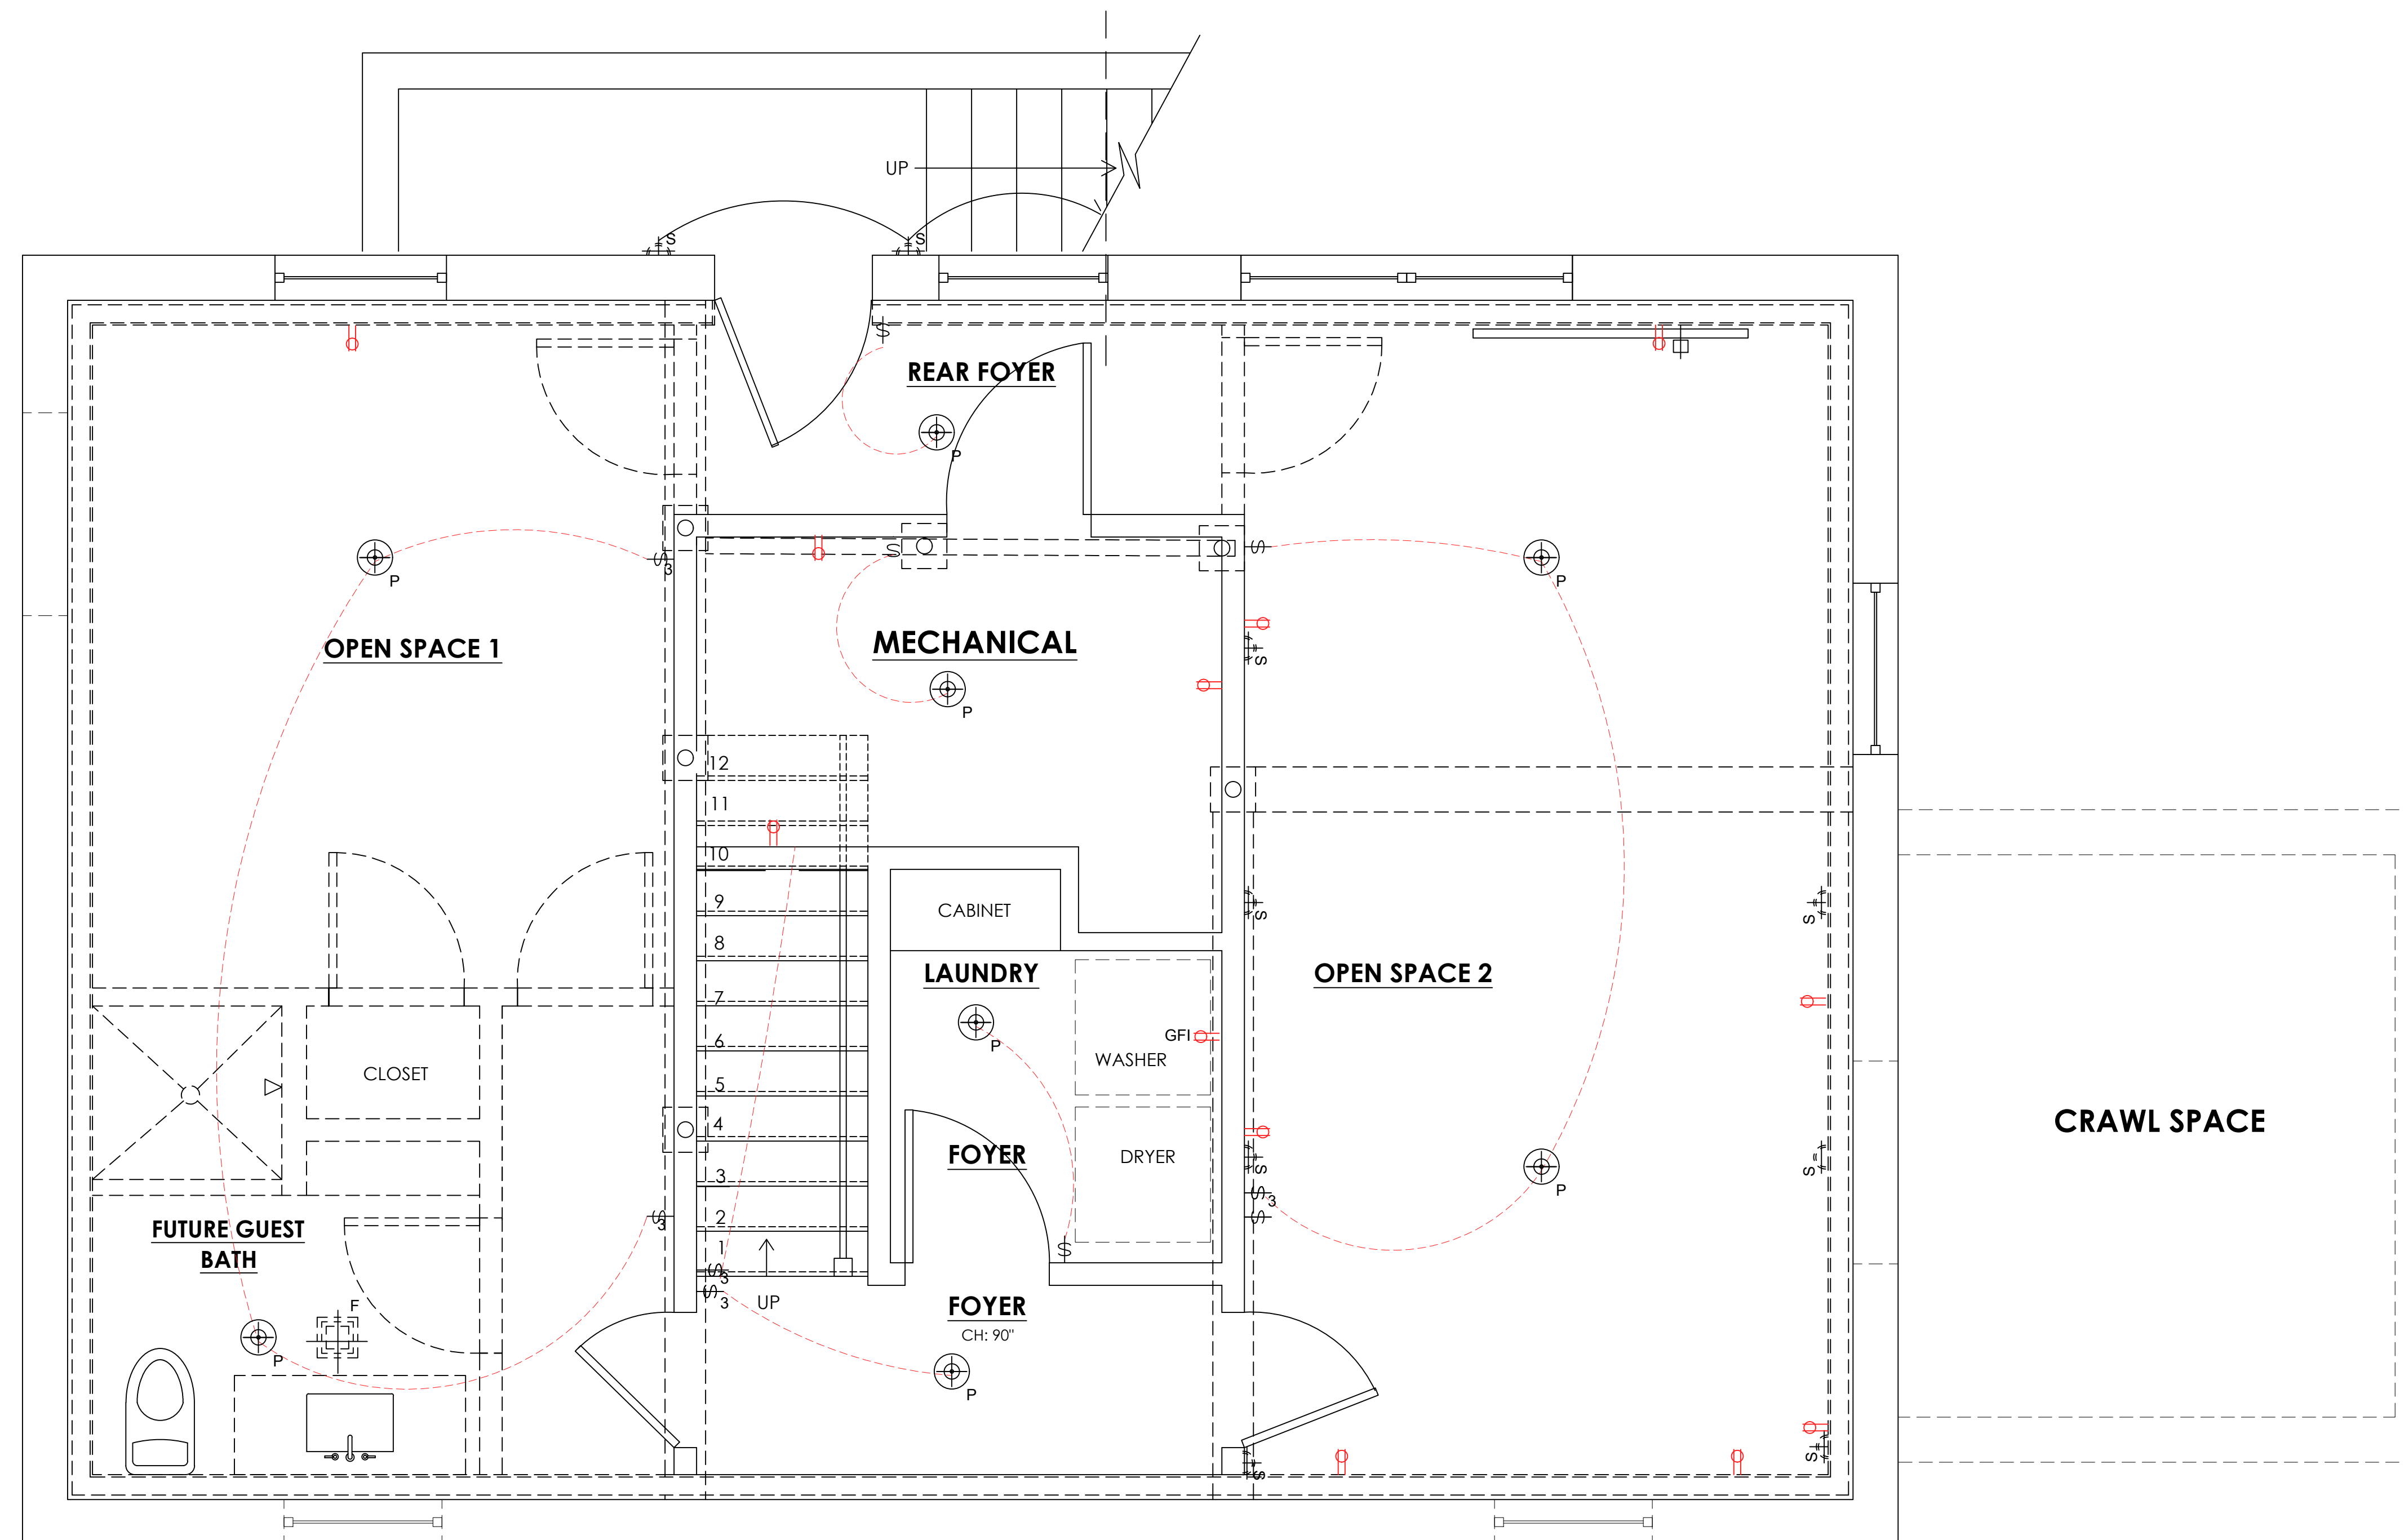 UP
S
S
S
REAR FOYER
P
S
S
3
S
P
P
OPEN SPACE 1
MECHANICAL
S
P
12
11
10
9
CABINET
S
S
8
LAUNDRY
OPEN SPACE 2
7
P
GFI
6
WASHER
CLOSET
5
4
CRAWL SPACE
FOYER
DRYER
S
S
3
P
S
3
2
S
3
S
FUTURE GUEST
BATH
1
S
S
3
S
3
UP
FOYER
CH: 90"
F
P
P
S
S